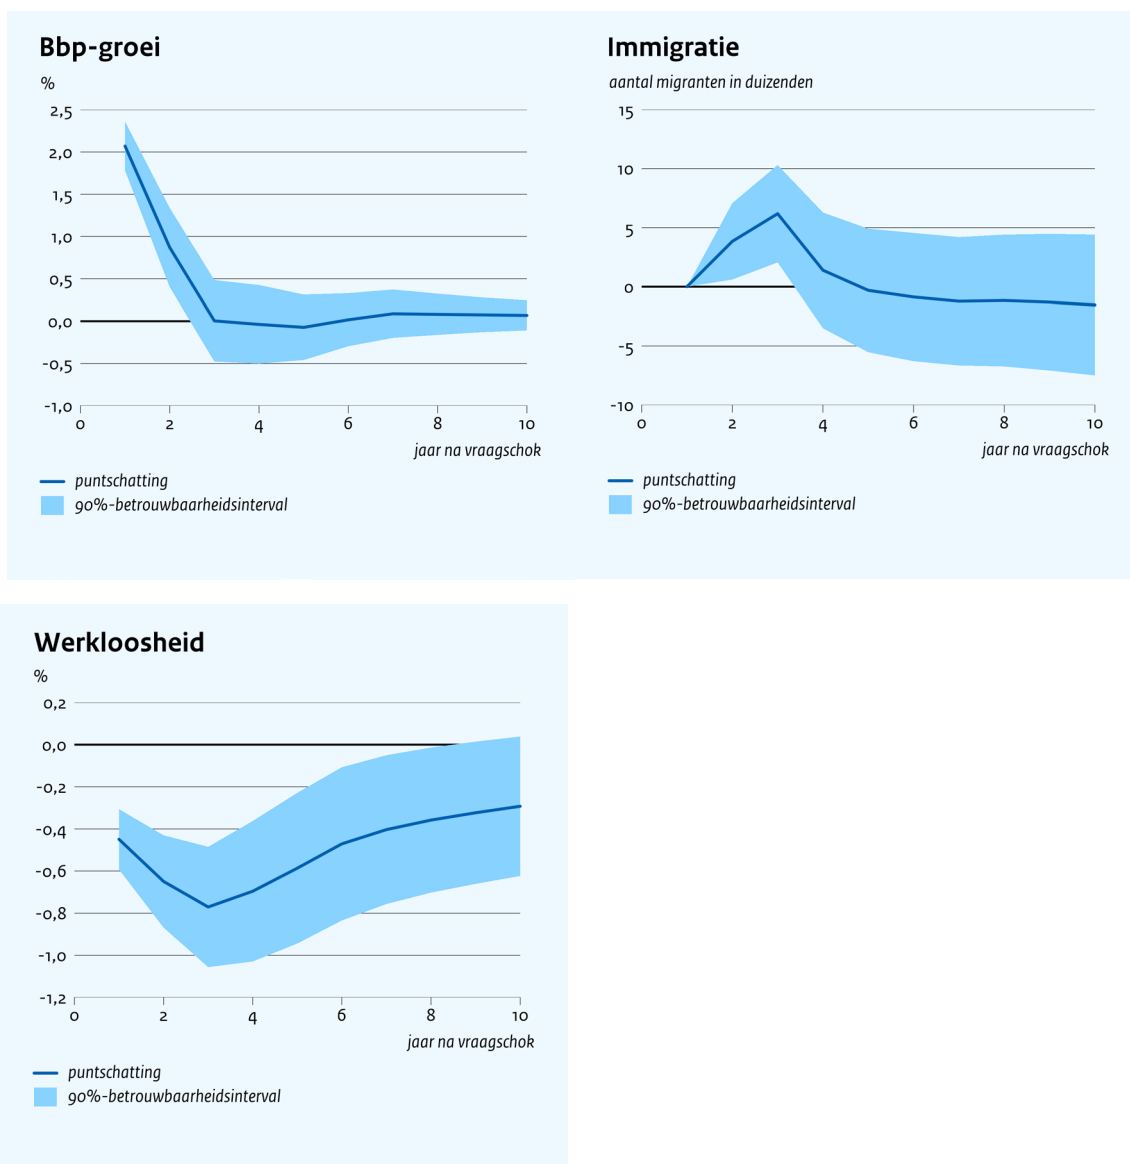 Bbp-groei
%
2,5
2,0
1,5
1,0
0,5
0,0
-0,5
-1,0
0 2 4 6 8 10
jaar na vraagschok
puntschatting
90%-betrouwbaarheidsinterval
Immigratie
aantal migranten in duizenden
15
10
5
0
-5
-10
0 2 4 6 8 10
jaar na vraagschok
puntschatting
90%-betrouwbaarheidsinterval
Werkloosheid
%
0,2
0,0
-0,2
-0,4
-0,6
-0,8
-1,0
-1,2
0 2 4 6 8 10
jaar na vraagschok
puntschatting
90%-betrouwbaarheidsinterval